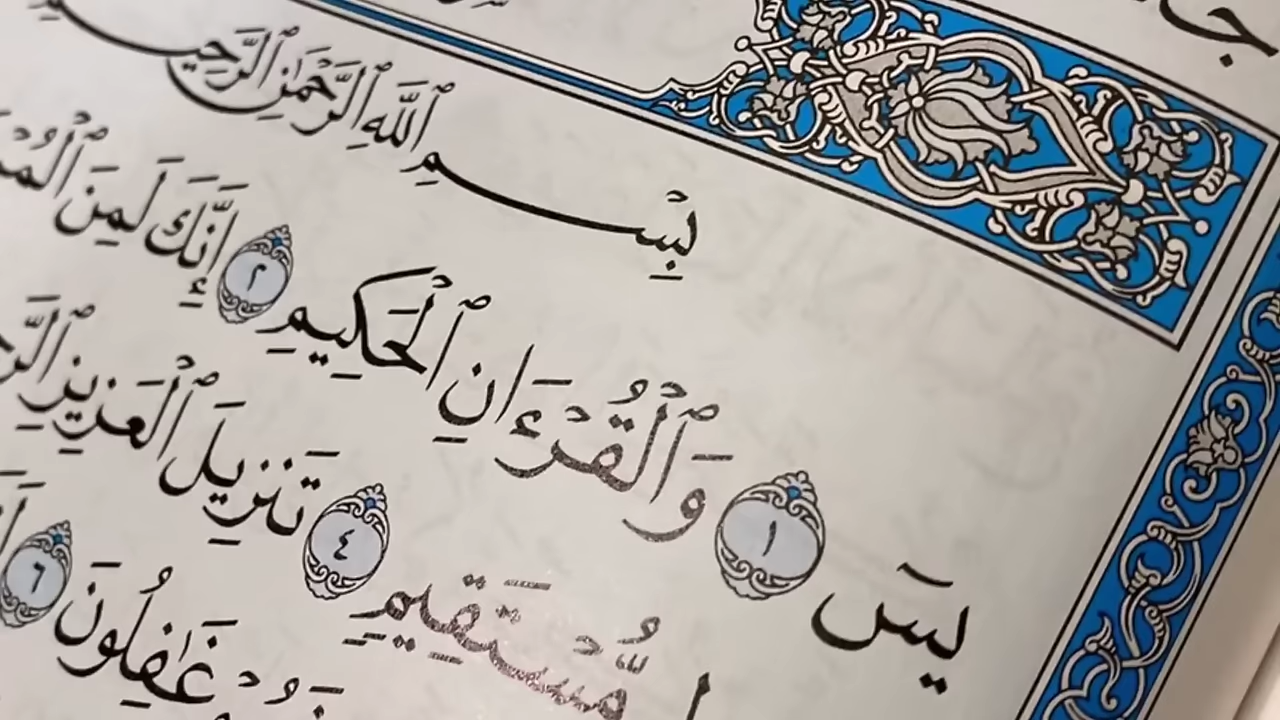 بِسْمِ ٱللَّهِ ٱلرَّحْمَٰنِ ٱلرَّحِيمِ
يسٓ ١ وَٱلْقُرْءَانِ ٱلْحَكِيمِ ٢ إِنَّكَ لَمِنَ
مُّسْتَقِيمٍ ٤ تَنزِيلَ ٱلْعَزِيزِ
غَٰفِلُونَ ٦